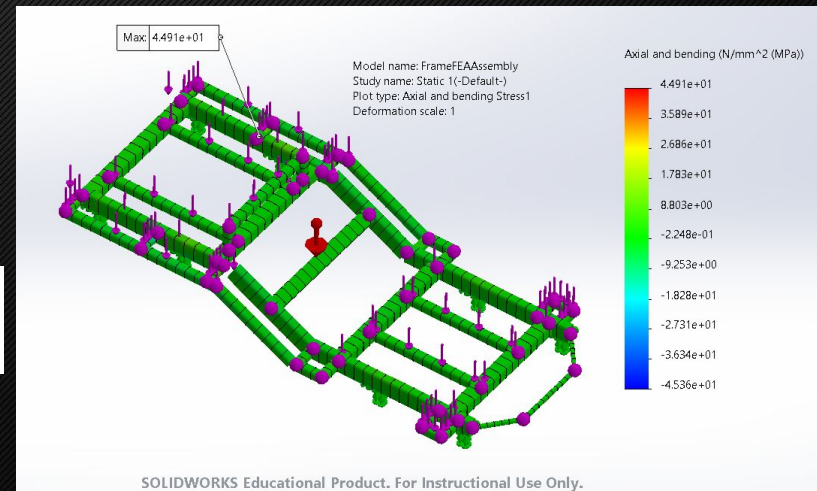 Max: 4.491e+01
Model name: FrameFEAAssembly
Study name: Static 1(-Default-)
Plot type: Axial and bending Stress1
Deformation scale: 1
Axial and bending (N/mm^2 (MPa))
4.491e+01
3.589e+01
2.686e+01
1.783e+01
8.803e+00
-2.248e-01
-9.253e+00
-1.828e+01
-2.731e+01
-3.634e+01
-4.536e+01
SOLIDWORKS Educational Product. For Instructional Use Only.